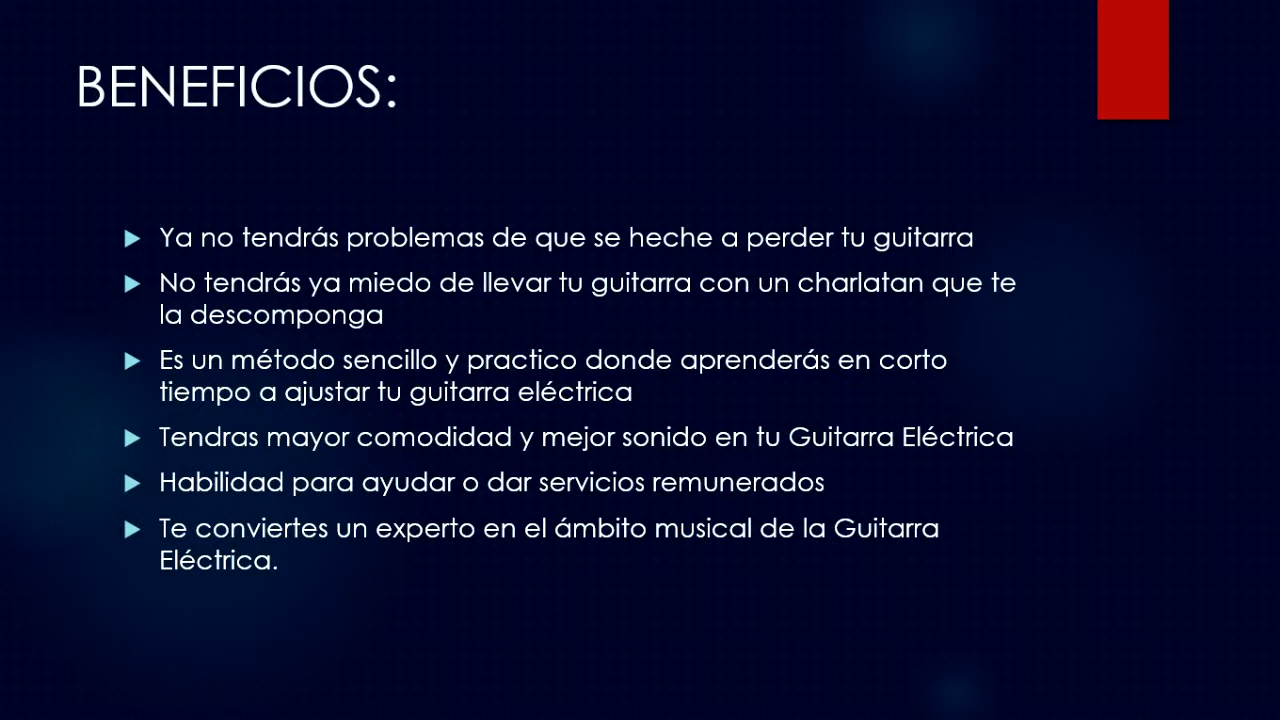 BENEFICIOS:
Ya no tendrás problemas de que se heche a perder tu guitarra
No tendrás ya miedo de llevar tu guitarra con un charlatan que te
la descomponga
Es un método sencillo y practico donde aprenderás en corto
tiempo a ajustar tu guitarra eléctrica
Tendras mayor comodidad y mejor sonido en tu Guitarra Eléctrica
Habilidad para ayudar o dar servicios remunerados
Te conviertes un experto en el ámbito musical de la Guitarra
Eléctrica.